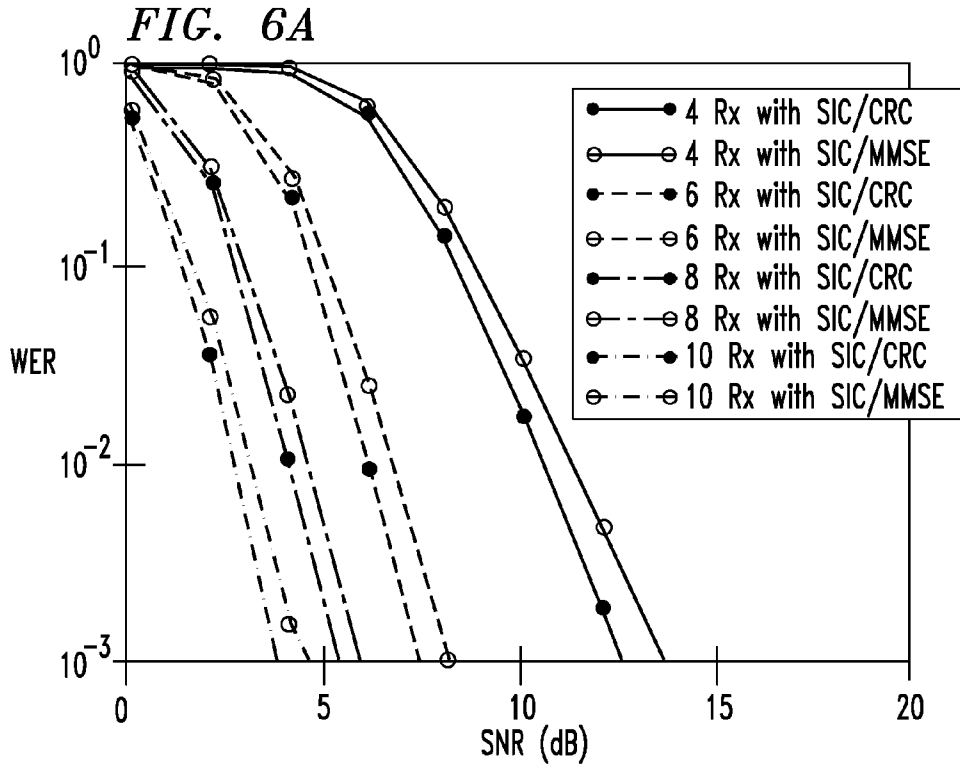 FIG. 6A
10^0
10^-1
10^-2
10^-3
WER
0
5
10
15
20
SNR (dB)
4 Rx with SIC/CRC
4 Rx with SIC/MMSE
6 Rx with SIC/CRC
6 Rx with SIC/MMSE
8 Rx with SIC/CRC
8 Rx with SIC/MMSE
10 Rx with SIC/CRC
10 Rx with SIC/MMSE